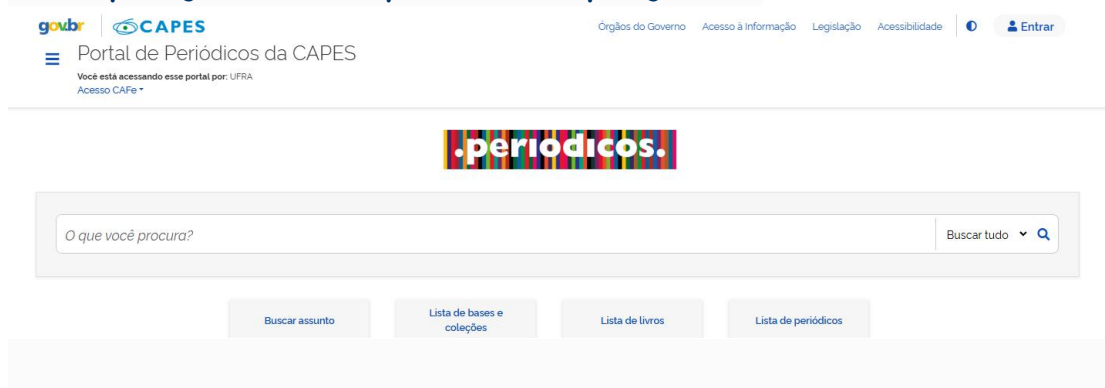 gov.br CAPES Órgãos do Governo Acesso à Informação Legislação Acessibilidade Entrar
Portal de Periódicos da CAPES
Você está acessando esse portal por: UFRA
Acesso CAFe
.periodicos.
O que você procura? Buscar tudo
Buscar assunto
Lista de bases e
coleções
Lista de livros
Lista de periódicos